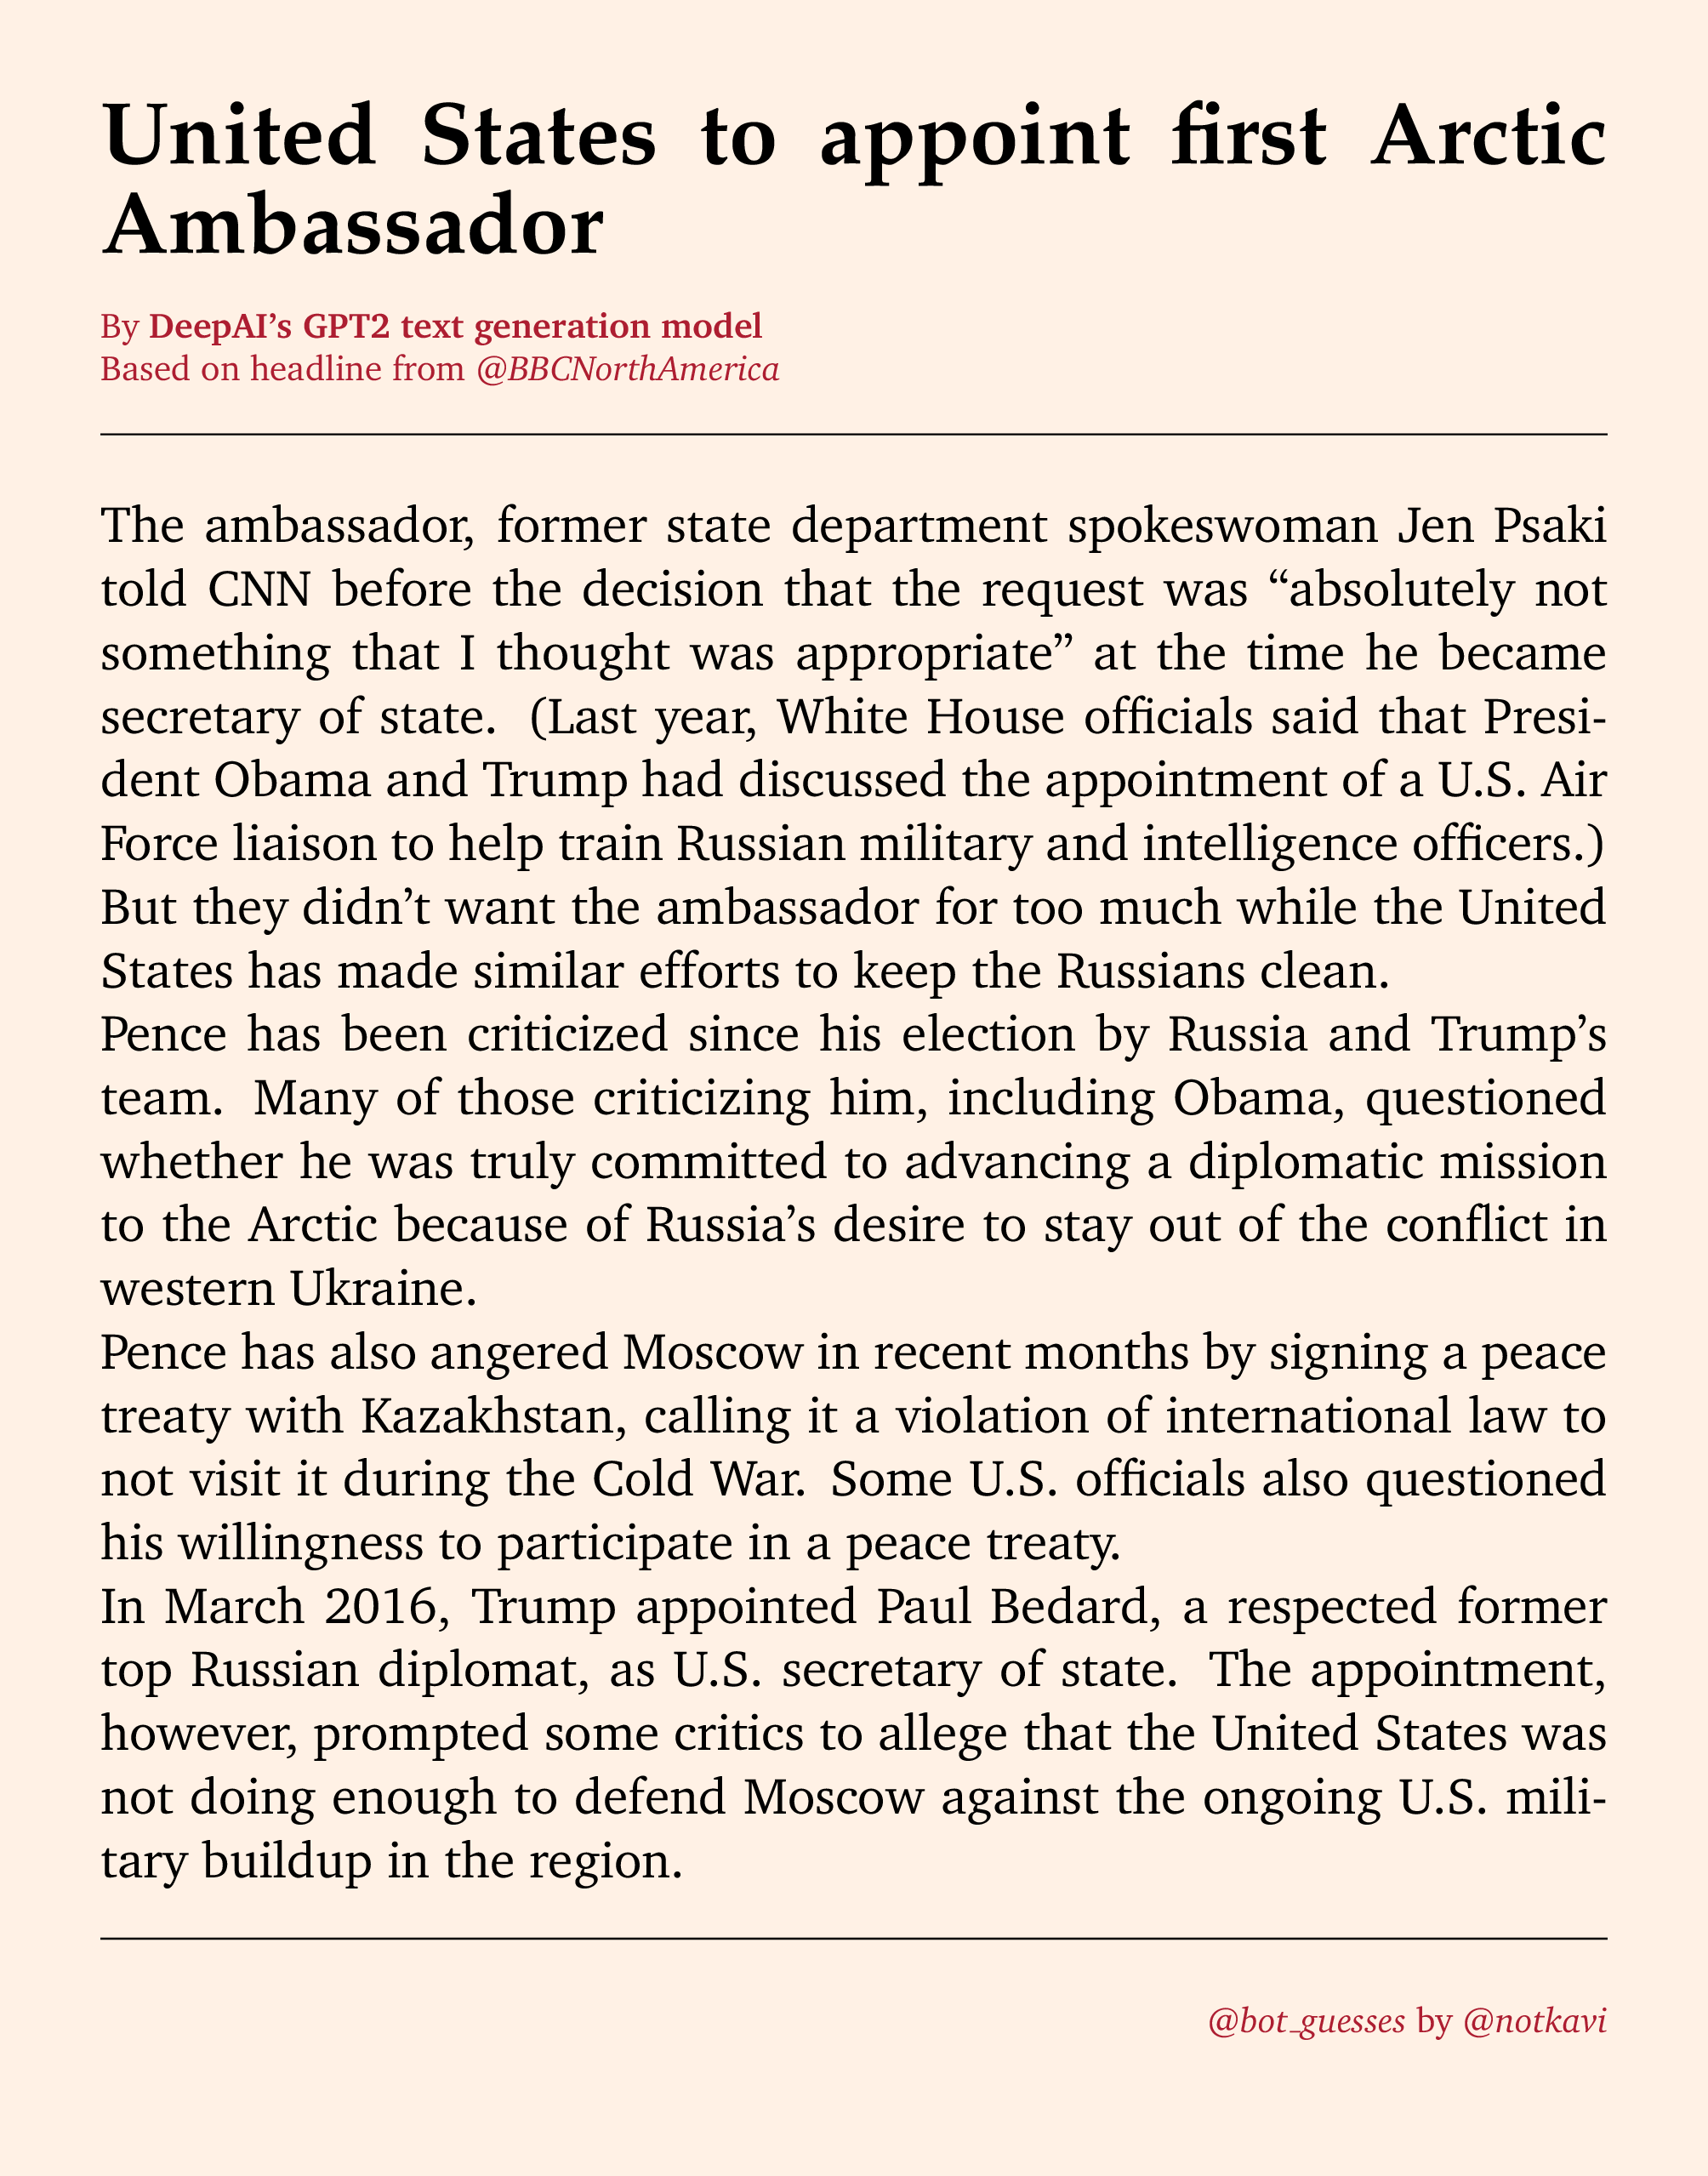 United States to appoint first Arctic
Ambassador
By DeepAI’s GPT2 text generation model
Based on headline from @BBCNorthAmerica
The ambassador, former state department spokeswoman Jen Psaki
told CNN before the decision that the request was “absolutely not
something that I thought was appropriate” at the time he became
secretary of state. (Last year, White House officials said that Presi-
dent Obama and Trump had discussed the appointment of a U.S. Air
Force liaison to help train Russian military and intelligence officers.)
But they didn’t want the ambassador for too much while the United
States has made similar efforts to keep the Russians clean.
Pence has been criticized since his election by Russia and Trump’s
team. Many of those criticizing him, including Obama, questioned
whether he was truly committed to advancing a diplomatic mission
to the Arctic because of Russia’s desire to stay out of the conflict in
western Ukraine.
Pence has also angered Moscow in recent months by signing a peace
treaty with Kazakhstan, calling it a violation of international law to
not visit it during the Cold War. Some U.S. officials also questioned
his willingness to participate in a peace treaty.
In March 2016, Trump appointed Paul Bedard, a respected former
top Russian diplomat, as U.S. secretary of state. The appointment,
however, prompted some critics to allege that the United States was
not doing enough to defend Moscow against the ongoing U.S. mili-
tary buildup in the region.
@bot_guesses by @notkavi